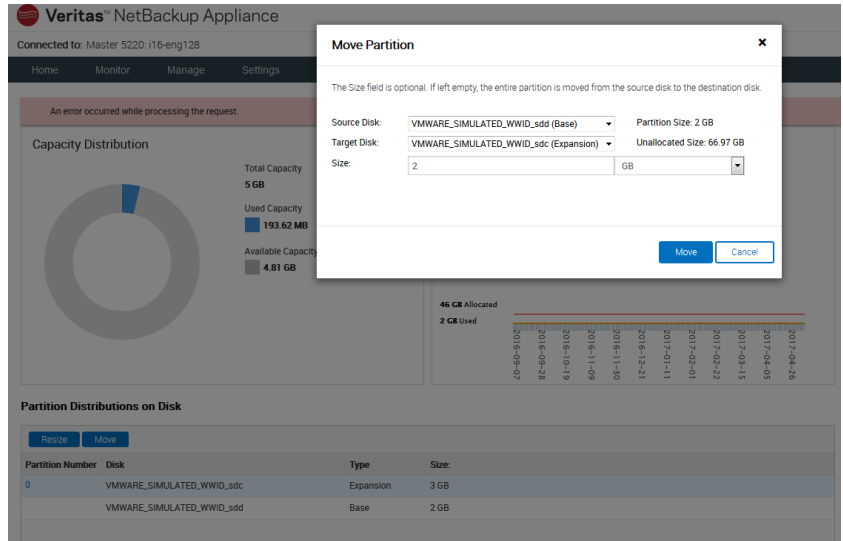 Veritas™ NetBackup Appliance
Connected to: Master 5220: i16-eng128
Home Monitor Manage Settings
An error occurred while processing the request.
Capacity Distribution
Total Capacity
5 GB
Used Capacity
193.62 MB
Available Capacity
4.81 GB
Move Partition
×
The Size field is optional. If left empty, the entire partition is moved from the source disk to the destination disk.
Source Disk: VMWARE_SIMULATED_WWID_sdd (Base) Partition Size: 2 GB
Target Disk: VMWARE_SIMULATED_WWID_sdc (Expansion) Unallocated Size: 66.97 GB
Size: 2 GB
Move Cancel
46 GB Allocated
2 GB Used
2016-09-07
2016-09-28
2016-10-19
2016-11-09
2016-11-30
2016-12-21
2017-01-11
2017-02-01
2017-02-22
2017-03-15
2017-04-05
2017-04-26
Partition Distributions on Disk
Resize Move
Partition Number Disk Type Size:
0 VMWARE_SIMULATED_WWID_sdc Expansion 3 GB
VMWARE_SIMULATED_WWID_sdd Base 2 GB